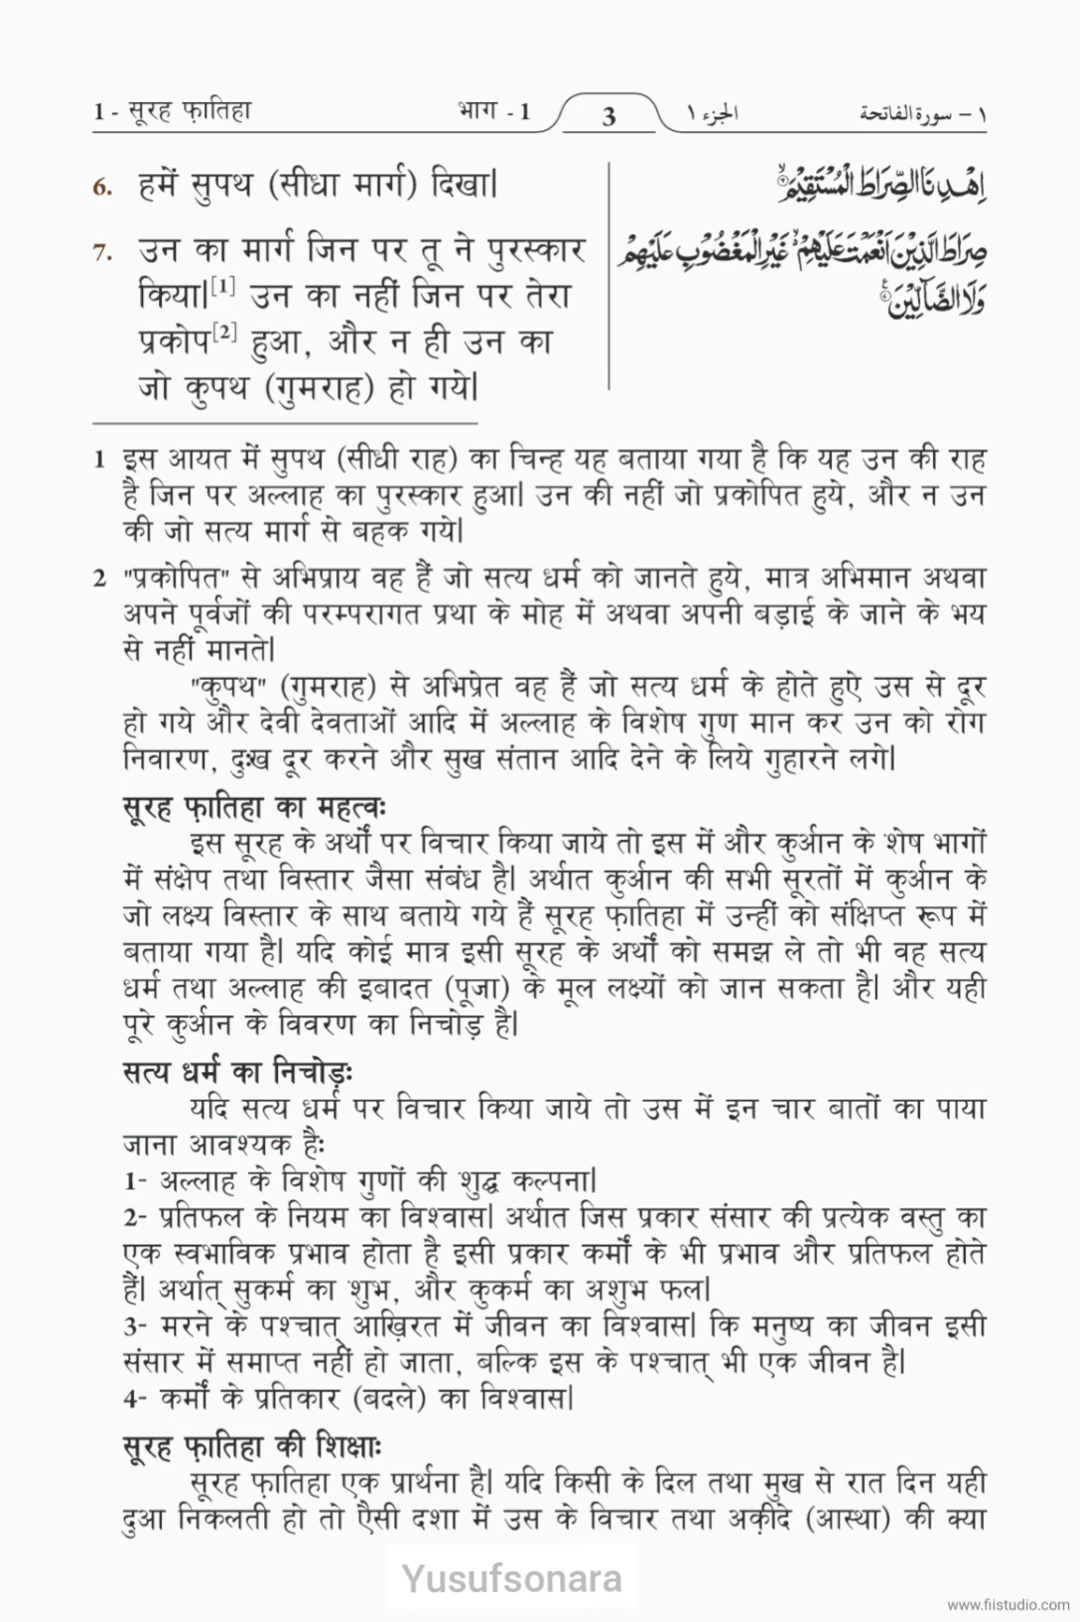 1 - सूरह फ़ातिहा भाग - 1 3 الجزء ١ ١ – سورة الفاتحة
6. हमें सुपथ (सीधा मार्ग) दिखा|
اِهْدِنَا الصِّرَاطَ الْمُسْتَقِيْمَ
7. उन का मार्ग जिन पर तू ने पुरस्कार
किया|[1] उन का नहीं जिन पर तेरा
प्रकोप[2] हुआ, और न ही उन का
जो कुपथ (गुमराह) हो गये|
صِرَاطَ الَّذِيْنَ اَنْعَمْتَ عَلَيْهِمْ غَيْرِ الْمَغْضُوْبِ عَلَيْهِمْ
وَلَا الضَّآلِّيْنَ
1 इस आयत में सुपथ (सीधी राह) का चिन्ह यह बताया गया है कि यह उन की राह
है जिन पर अल्लाह का पुरस्कार हुआ| उन की नहीं जो प्रकोपित हुये, और न उन
की जो सत्य मार्ग से बहक गये|
2 "प्रकोपित" से अभिप्राय वह हैं जो सत्य धर्म को जानते हुये, मात्र अभिमान अथवा
अपने पूर्वजों की परम्परागत प्रथा के मोह में अथवा अपनी बड़ाई के जाने के भय
से नहीं मानते|
"कुपथ" (गुमराह) से अभिप्रेत वह हैं जो सत्य धर्म के होते हुऐ उस से दूर
हो गये और देवी देवताओं आदि में अल्लाह के विशेष गुण मान कर उन को रोग
निवारण, दुःख दूर करने और सुख संतान आदि देने के लिये गुहारने लगे|
सूरह फ़ातिहा का महत्वः
इस सूरह के अर्थों पर विचार किया जाये तो इस में और कुर्आन के शेष भागों
में संक्षेप तथा विस्तार जैसा संबंध है| अर्थात कुर्आन की सभी सूरतों में कुर्आन के
जो लक्ष्य विस्तार के साथ बताये गये हैं सूरह फ़ातिहा में उन्हीं को संक्षिप्त रूप में
बताया गया है| यदि कोई मात्र इसी सूरह के अर्थों को समझ ले तो भी वह सत्य
धर्म तथा अल्लाह की इबादत (पूजा) के मूल लक्ष्यों को जान सकता है| और यही
पूरे कुर्आन के विवरण का निचोड़ है|
सत्य धर्म का निचोड़ः
यदि सत्य धर्म पर विचार किया जाये तो उस में इन चार बातों का पाया
जाना आवश्यक हैः
1- अल्लाह के विशेष गुणों की शुद्ध कल्पना|
2- प्रतिफल के नियम का विश्वास| अर्थात जिस प्रकार संसार की प्रत्येक वस्तु का
एक स्वभाविक प्रभाव होता है इसी प्रकार कर्मों के भी प्रभाव और प्रतिफल होते
हैं| अर्थात् सुकर्म का शुभ, और कुकर्म का अशुभ फल|
3- मरने के पश्चात् आख़िरत में जीवन का विश्वास| कि मनुष्य का जीवन इसी
संसार में समाप्त नहीं हो जाता, बल्कि इस के पश्चात् भी एक जीवन है|
4- कर्मों के प्रतिकार (बदले) का विश्वास|
सूरह फ़ातिहा की शिक्षाः
सूरह फ़ातिहा एक प्रार्थना है| यदि किसी के दिल तथा मुख से रात दिन यही
दुआ निकलती हो तो ऐसी दशा में उस के विचार तथा अक़ीदे (आस्था) की क्या
Yusufsonara
www.fiistudio.com